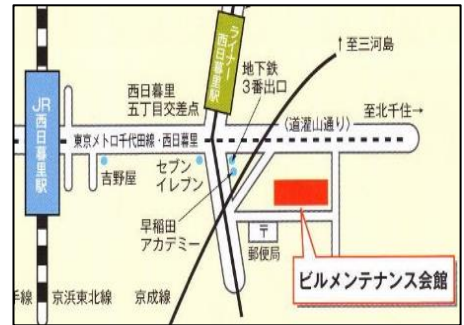 ライナー
西日暮里駅
↑至三河島
地下鉄
3番出口
西日暮里
五丁目交差点
至北千住→
(道灌山通り)
JR
西日暮里駅
東京メトロ千代田線・西日暮里
吉野屋
セブン
イレブン
早稲田
アカデミー
〒
郵便局
ビルメンテナンス会館
手線
京浜東北線
京成線